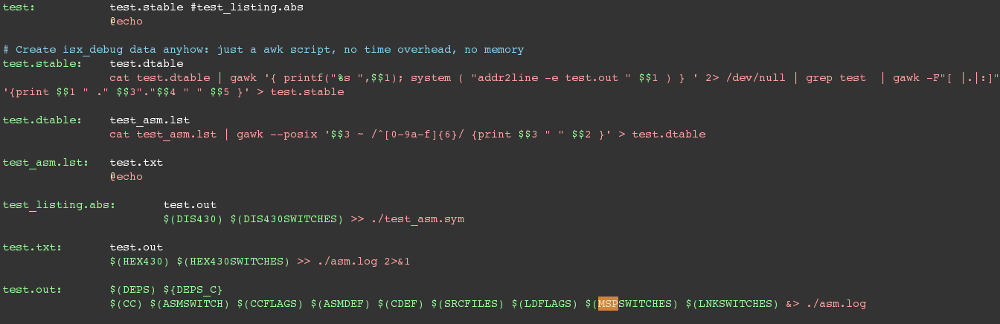 test: test.stable #test_listing.abs
@echo
# Create isx_debug data anyhow: just a awk script, no time overhead, no memory
test.stable: test.dtable
cat test.dtable | gawk '{ printf("%s ",$$1); system ( "addr2line -e test.out " $$1 ) } ' 2> /dev/null | grep test | gawk -F"[ |.|:]"
'{print $$1 " ." $$3"."$$4 " " $$5 }' > test.stable
test.dtable: test_asm.lst
cat test_asm.lst | gawk --posix '$$3 ~ /^[0-9a-f]{6}/ {print $$3 " " $$2 }' > test.dtable
test_asm.lst: test.txt
@echo
test_listing.abs: test.out
$(DIS430) $(DIS430SWITCHES) >> ./test_asm.sym
test.txt: test.out
$(HEX430) $(HEX430SWITCHES) >> ./asm.log 2>&1
test.out: $(DEPS) ${DEPS_C}
$(CC) $(ASMSWITCH) $(CCFLAGS) $(ASMDEF) $(CDEF) $(SRCFILES) $(LDFLAGS) $(MSPSWITCHES) $(LNKSWITCHES) &> ./asm.log